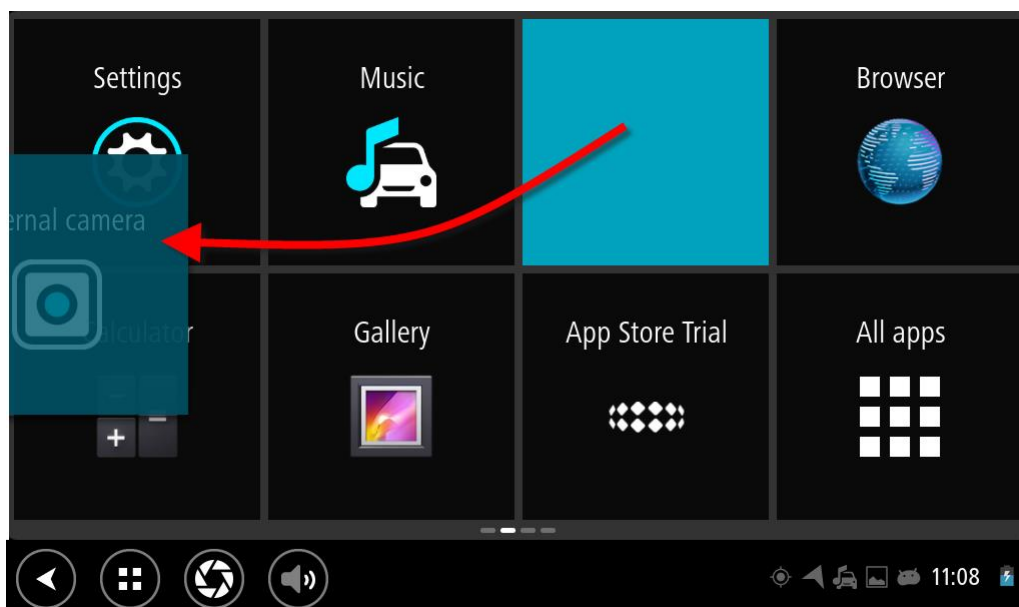 Settings
Music
Browser
ernal camera
alculator
Gallery
App Store Trial
All apps
11:08